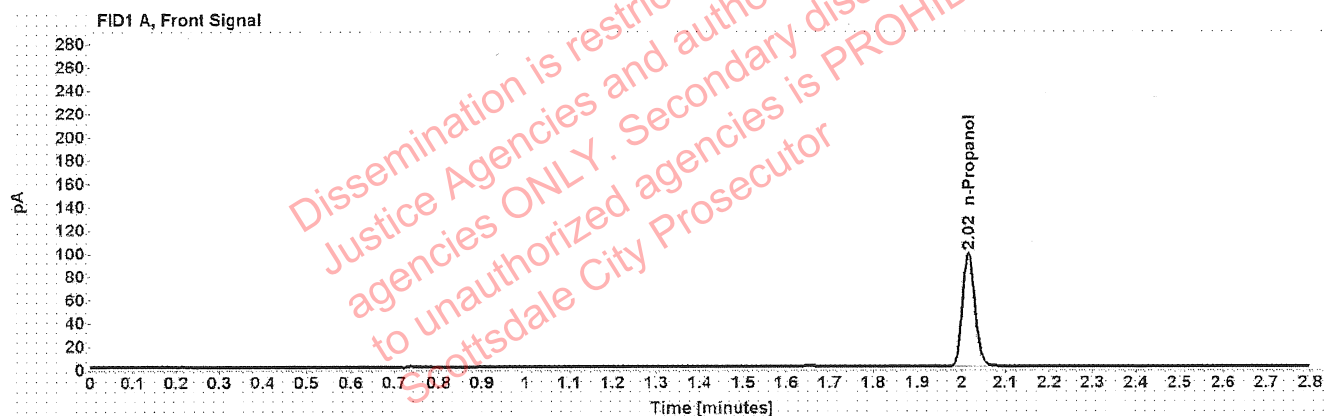 FID1 A, Front Signal
280
260
240
220
200
180
160
140
120
100
80
60
40
20
0
pA
2.02 n-Propanol
0 0.1 0.2 0.3 0.4 0.5 0.6 0.7 0.8 0.9 1 1.1 1.2 1.3 1.4 1.5 1.6 1.7 1.8 1.9 2 2.1 2.2 2.3 2.4 2.5 2.6 2.7 2.8
Time [minutes]
Dissemination is restric
Justice Agencies and autho
agencies ONLY. Secondary dis
to unauthorized agencies is PROHIB
Scottsdale City Prosecutor